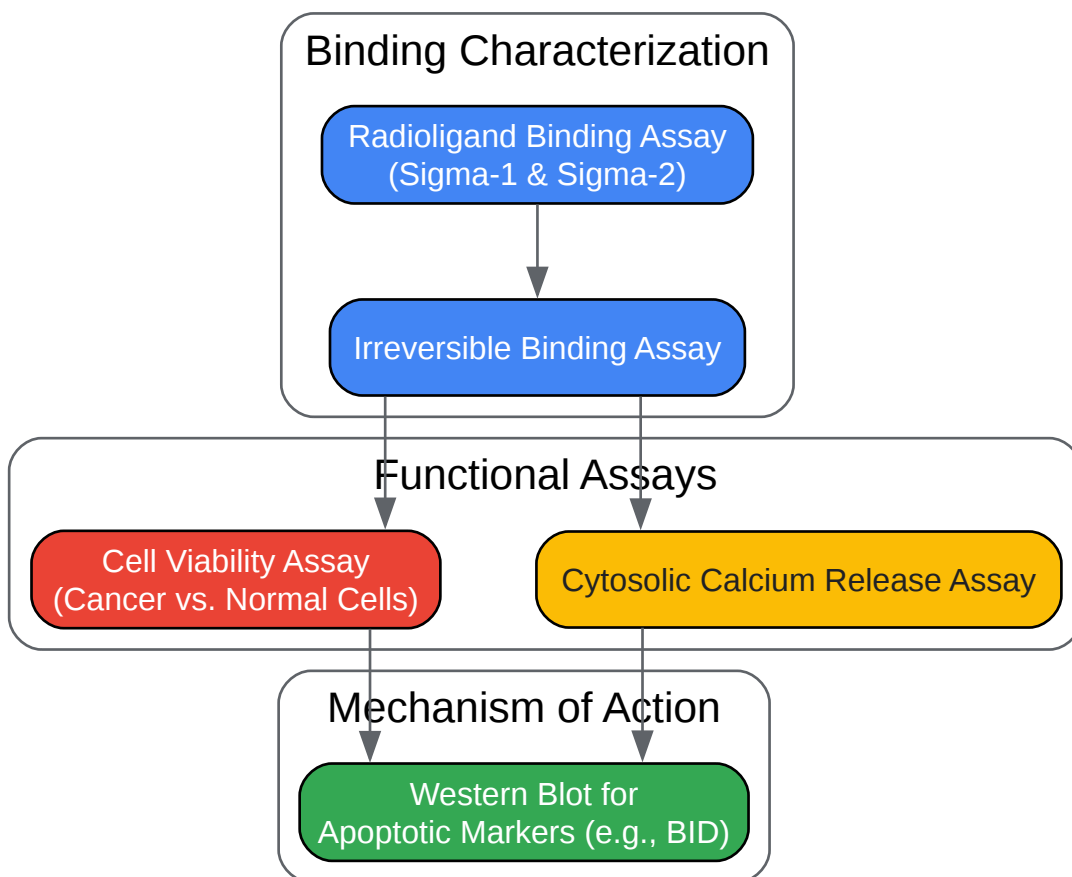 Binding Characterization
Radioligand Binding Assay
(Sigma-1 & Sigma-2)
Irreversible Binding Assay
Functional Assays
Cell Viability Assay
(Cancer vs. Normal Cells)
Cytosolic Calcium Release Assay
Mechanism of Action
Western Blot for
Apoptotic Markers (e.g., BID)